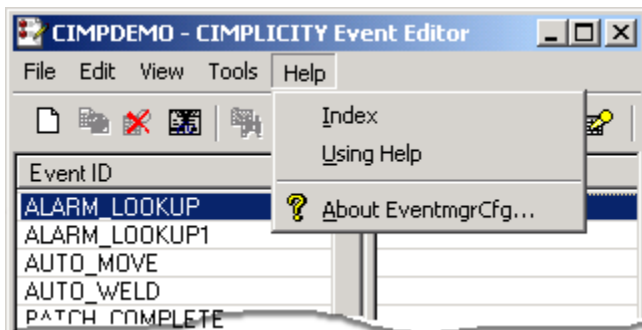 CIMPDEMO - CIMPLICITY Event Editor
File Edit View Tools Help
Index
Using Help
About EventmgrCfg...
Event ID
ALARM_LOOKUP
ALARM_LOOKUP1
AUTO_MOVE
AUTO_WELD
PATCH_COMPLETE